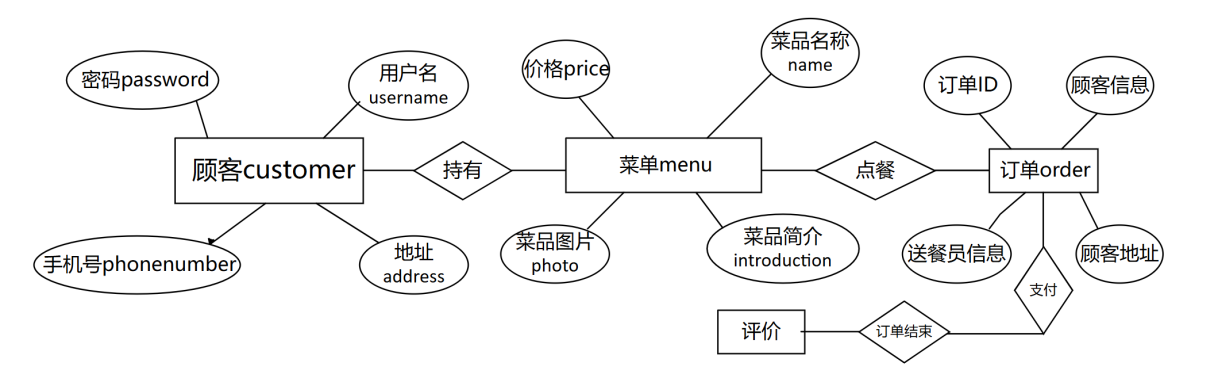 密码password
用户名
username
价格price
菜品名称
name
订单ID
顾客信息
顾客customer
持有
菜单menu
点餐
订单order
手机号phonenumber
地址
address
菜品图片
photo
菜品简介
introduction
送餐员信息
顾客地址
支付
评价
订单结束